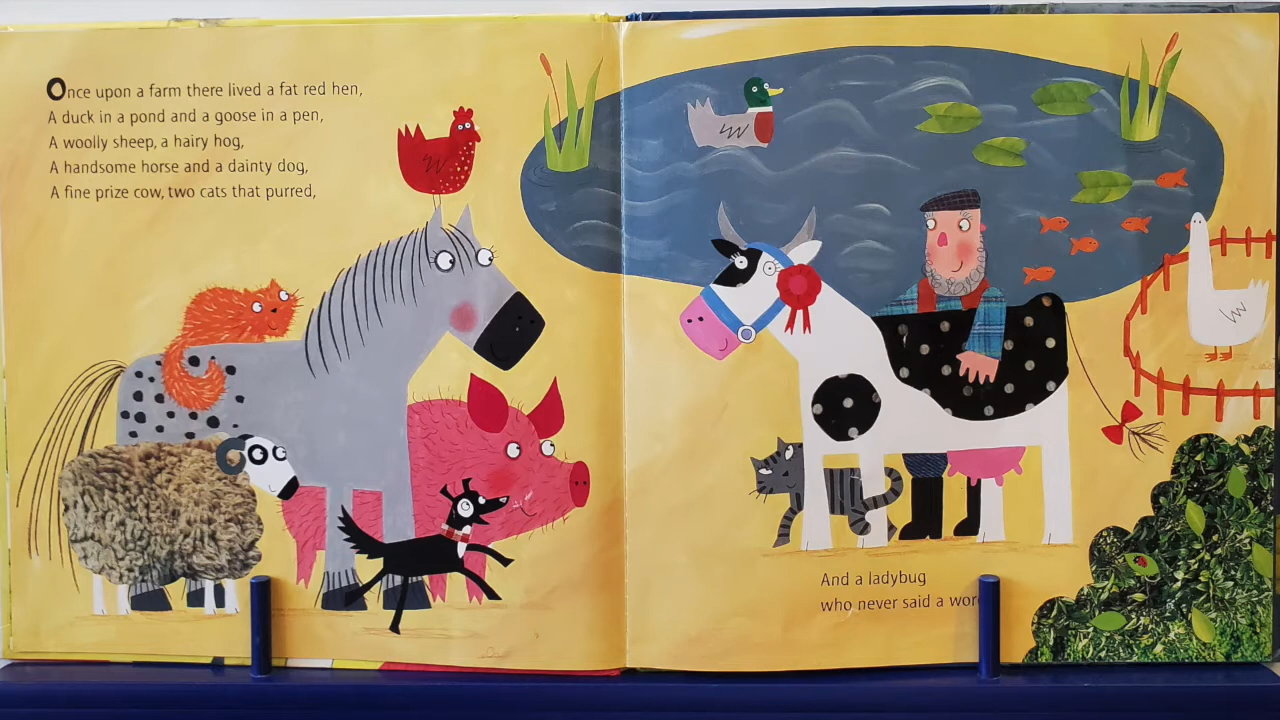 Once upon a farm there lived a fat red hen,
A duck in a pond and a goose in a pen,
A woolly sheep, a hairy hog,
A handsome horse and a dainty dog,
A fine prize cow, two cats that purred,
And a ladybug
who never said a word